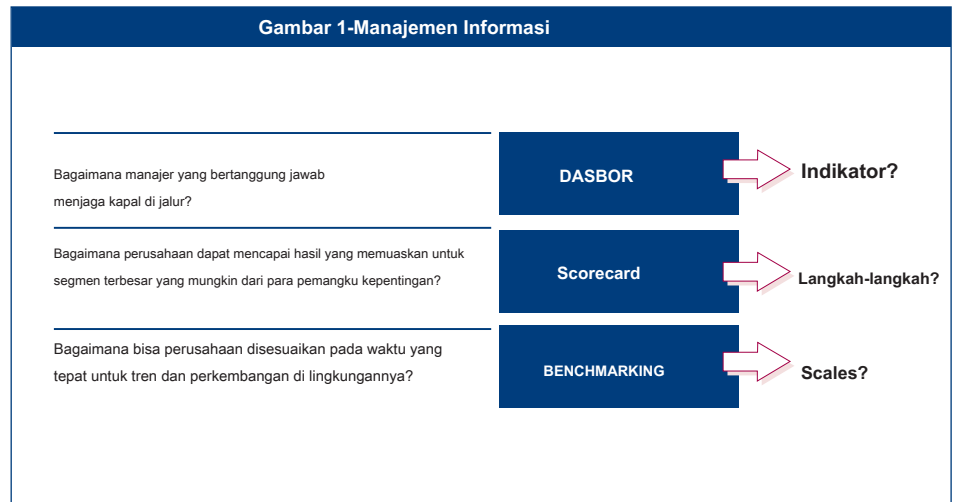 Gambar 1-Manajemen Informasi
Bagaimana manajer yang bertanggung jawab
menjaga kapal di jalur?
DASBOR
Indikator?
Bagaimana perusahaan dapat mencapai hasil yang memuaskan untuk
segmen terbesar yang mungkin dari para pemangku kepentingan?
Scorecard
Langkah-langkah?
Bagaimana bisa perusahaan disesuaikan pada waktu yang
tepat untuk tren dan perkembangan di lingkungannya?
BENCHMARKING
Scales?